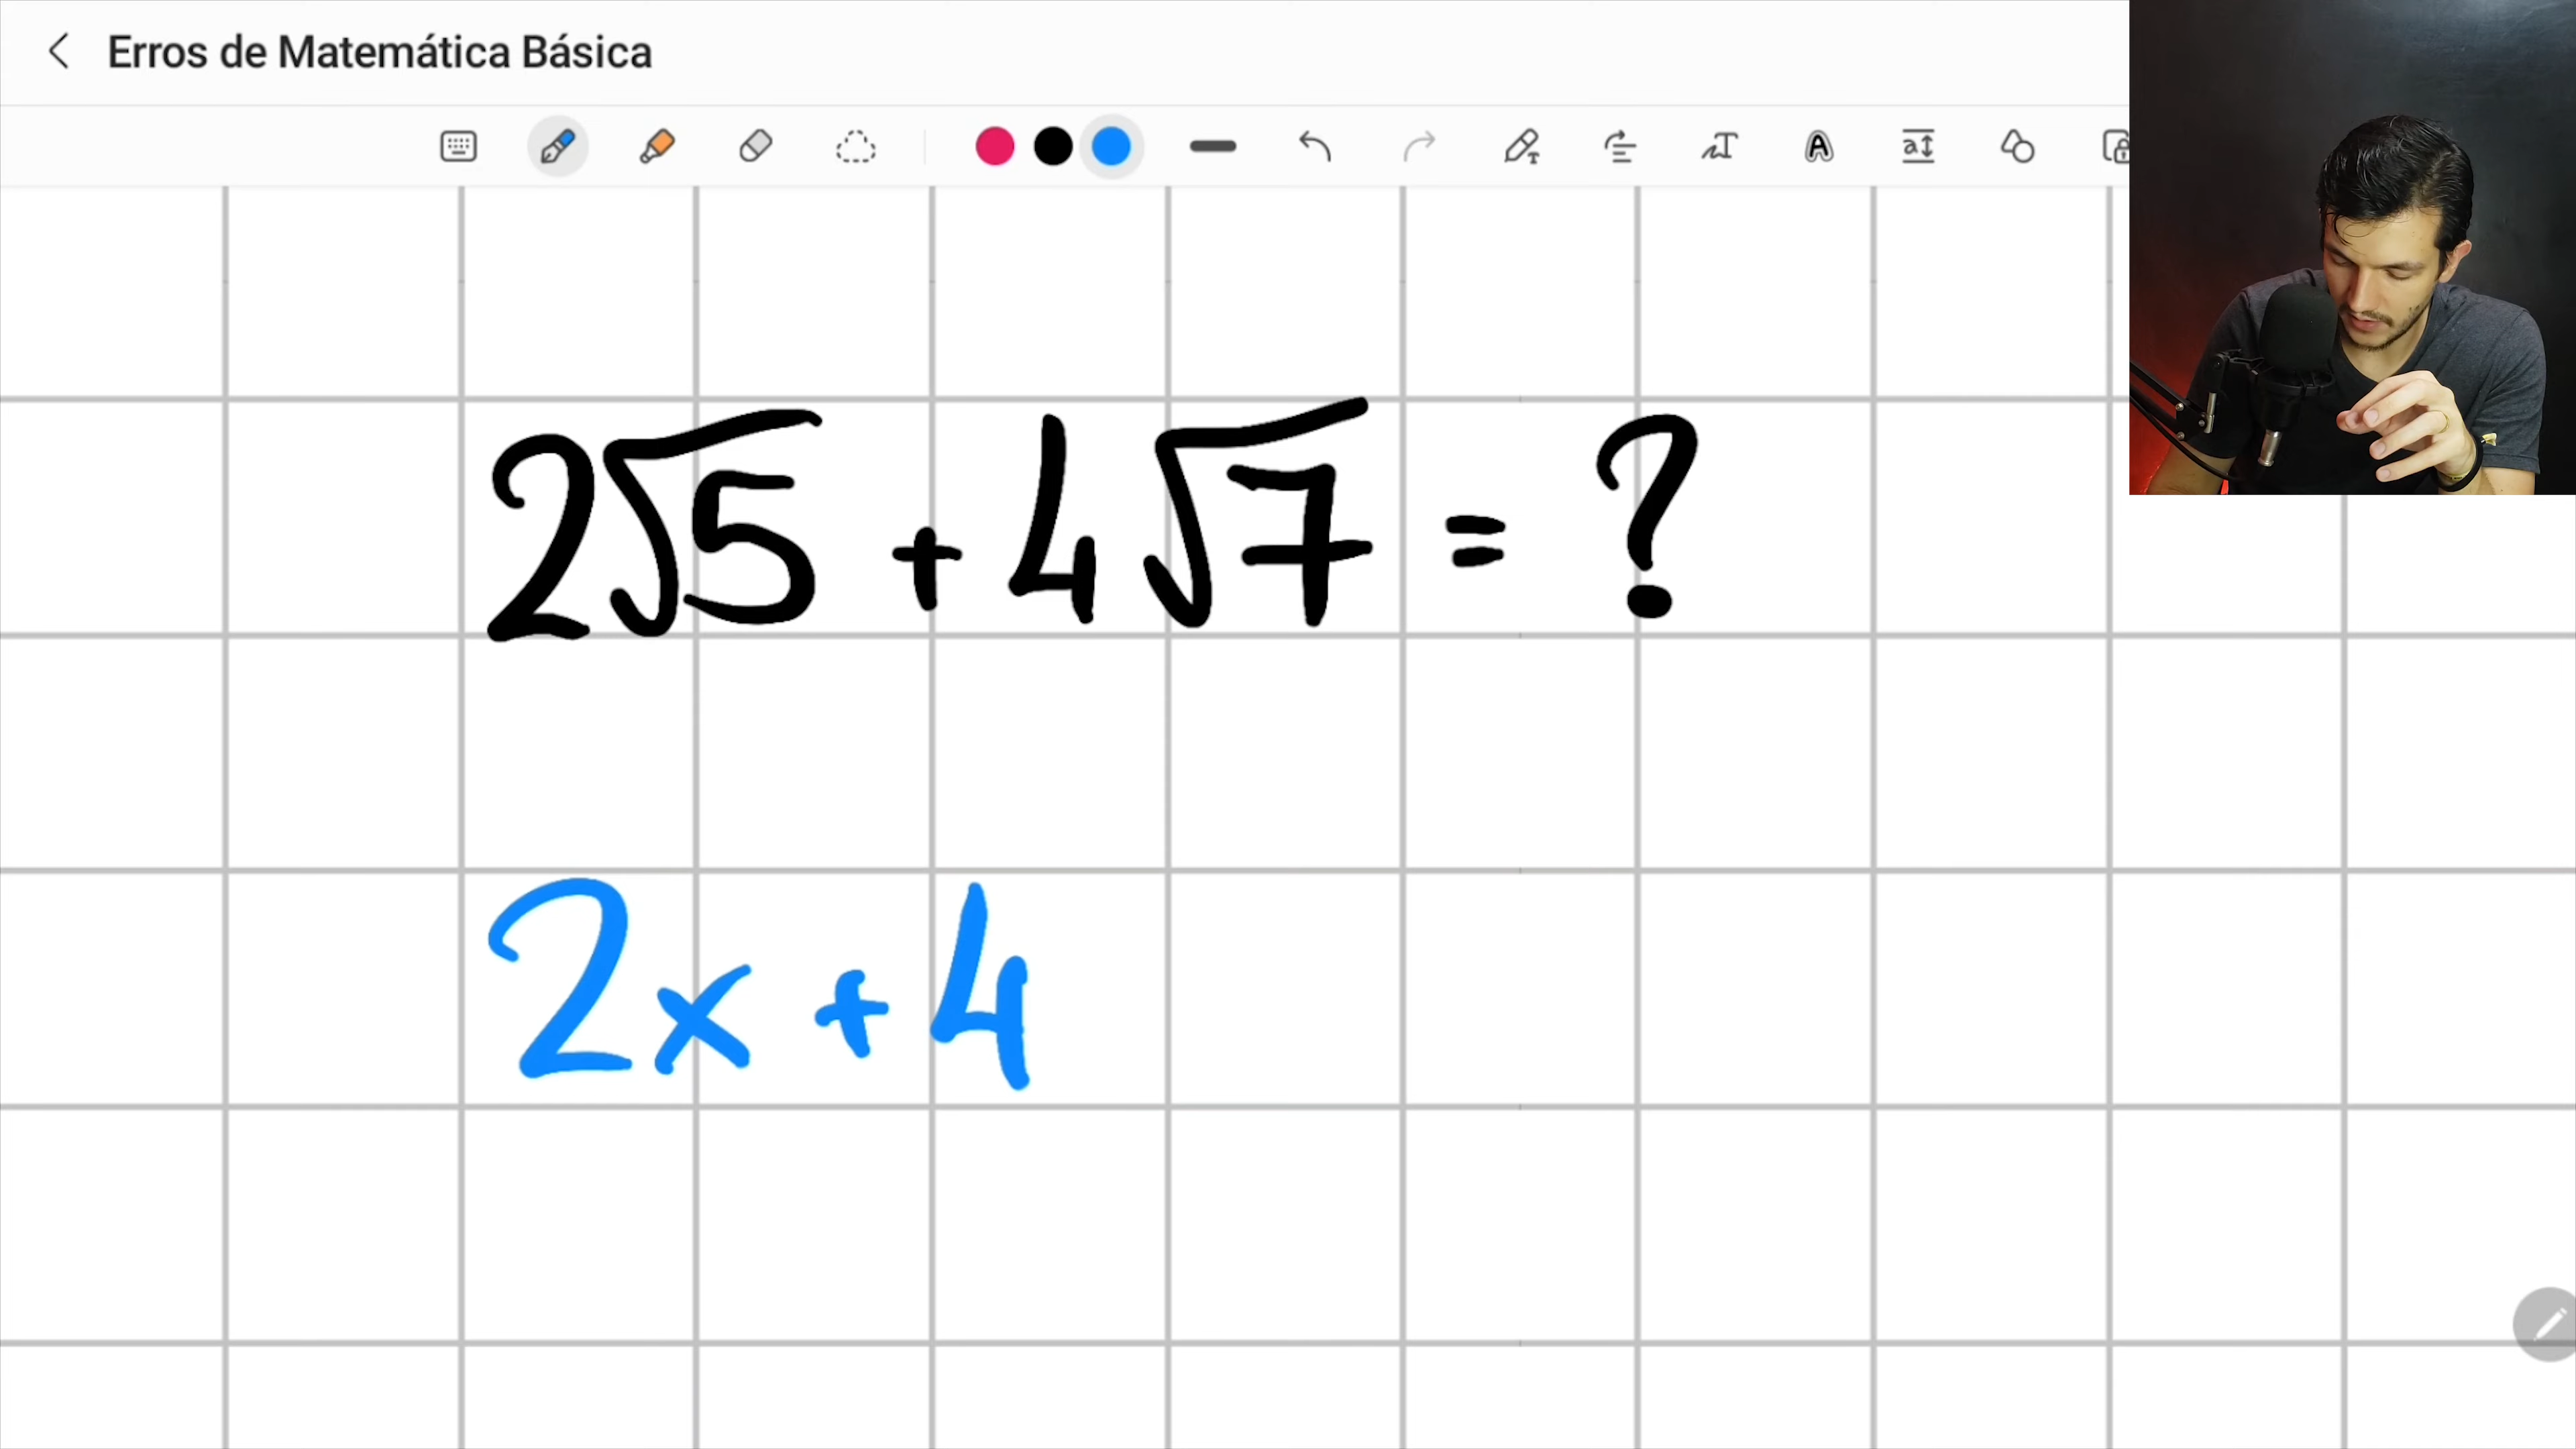 Erros de Matemática Básica
2√5 + 4√7 = ?
2x + 4